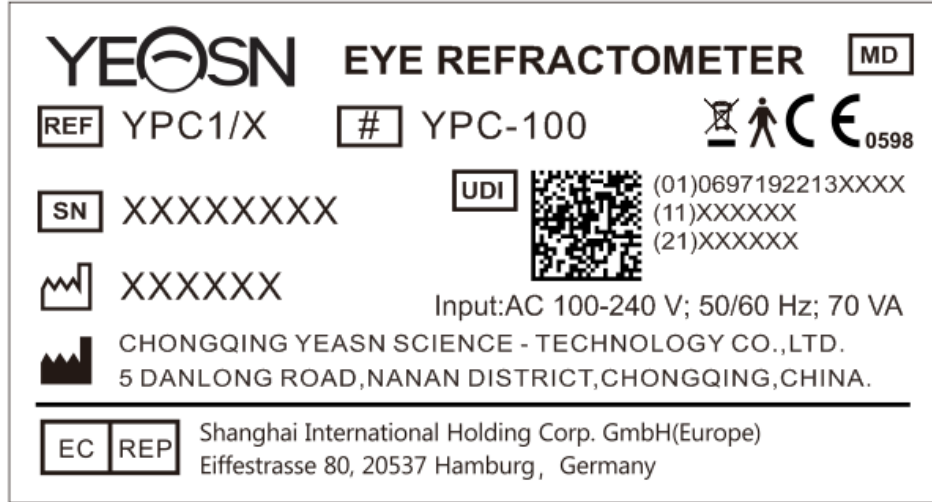 YEASN EYE REFRACTOMETER MD
REF YPC1/X # YPC-100 CE 0598
SN XXXXXXXX
UDI (01)0697192213XXXX
(11)XXXXXX
(21)XXXXXX
XXXXXX
Input:AC 100-240 V; 50/60 Hz; 70 VA
CHONGQING YEASN SCIENCE - TECHNOLOGY CO.,LTD.
5 DANLONG ROAD,NANAN DISTRICT,CHONGQING,CHINA.
EC REP Shanghai International Holding Corp. GmbH(Europe)
Eiffestrasse 80, 20537 Hamburg, Germany